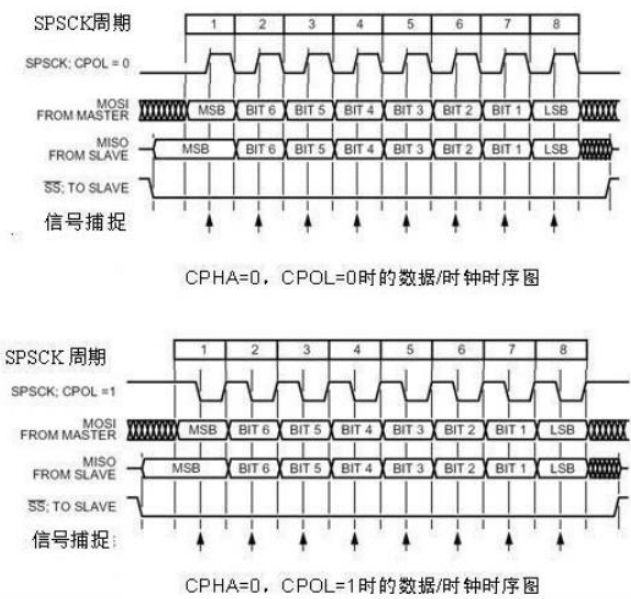 SPSCK周期 1 2 3 4 5 6 7 8
SPSCK; CPOL = 0
MOSI
FROM MASTER MSB BIT 6 BIT 5 BIT 4 BIT 3 BIT 2 BIT 1 LSB
MISO
FROM SLAVE MSB BIT 6 BIT 5 BIT 4 BIT 3 BIT 2 BIT 1 LSB
SS; TO SLAVE
信号捕捉
CPHA=0，CPOL=0时的数据/时钟时序图
SPSCK 周期 1 2 3 4 5 6 7 8
SPSCK; CPOL =1
MOSI
FROM MASTER MSB BIT 6 BIT 5 BIT 4 BIT 3 BIT 2 BIT 1 LSB
MISO
FROM SLAVE MSB BIT 6 BIT 5 BIT 4 BIT 3 BIT 2 BIT 1 LSB
SS; TO SLAVE
信号捕捉:
CPHA=0，CPOL=1时的数据/时钟时序图